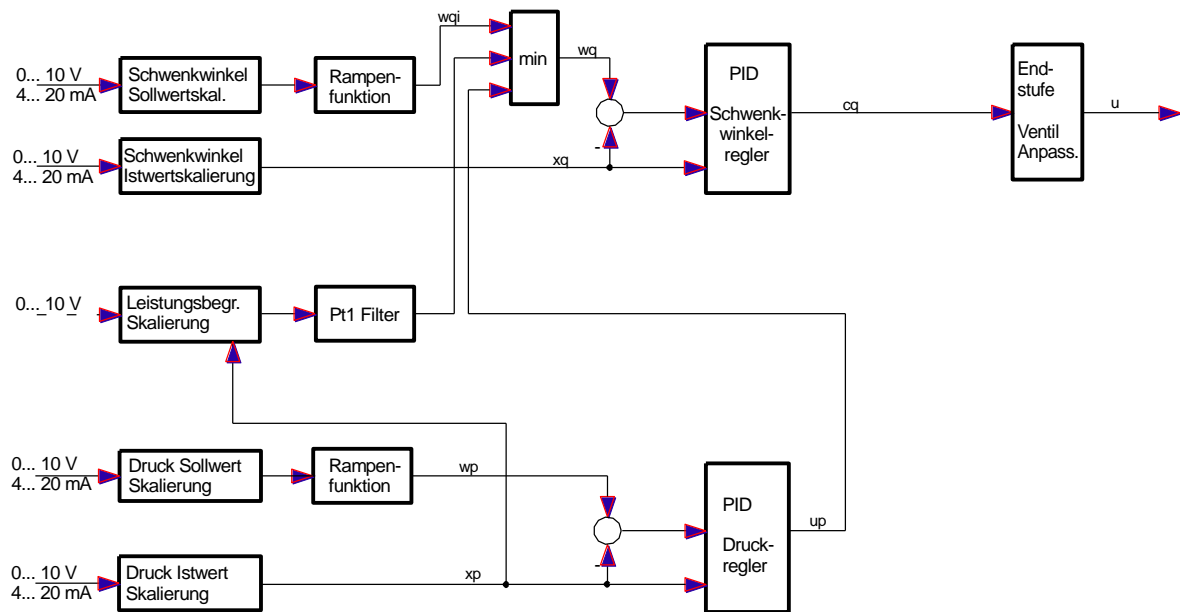 wqi
0... 10 V
4... 20 mA
Schwenkwinkel
Sollwertskal.
Rampen-
funktion
min
wq
PID
Schwenk-
winkel-
regler
cq
End-
stufe
Ventil
Anpass.
u
0... 10 V
4... 20 mA
Schwenkwinkel
Istwertskalierung
xq
-
0... 10 V
Leistungsbegr.
Skalierung
Pt1 Filter
0... 10 V
4... 20 mA
Druck Sollwert
Skalierung
Rampen-
funktion
wp
PID
Druck-
regler
up
0... 10 V
4... 20 mA
Druck Istwert
Skalierung
xp
-